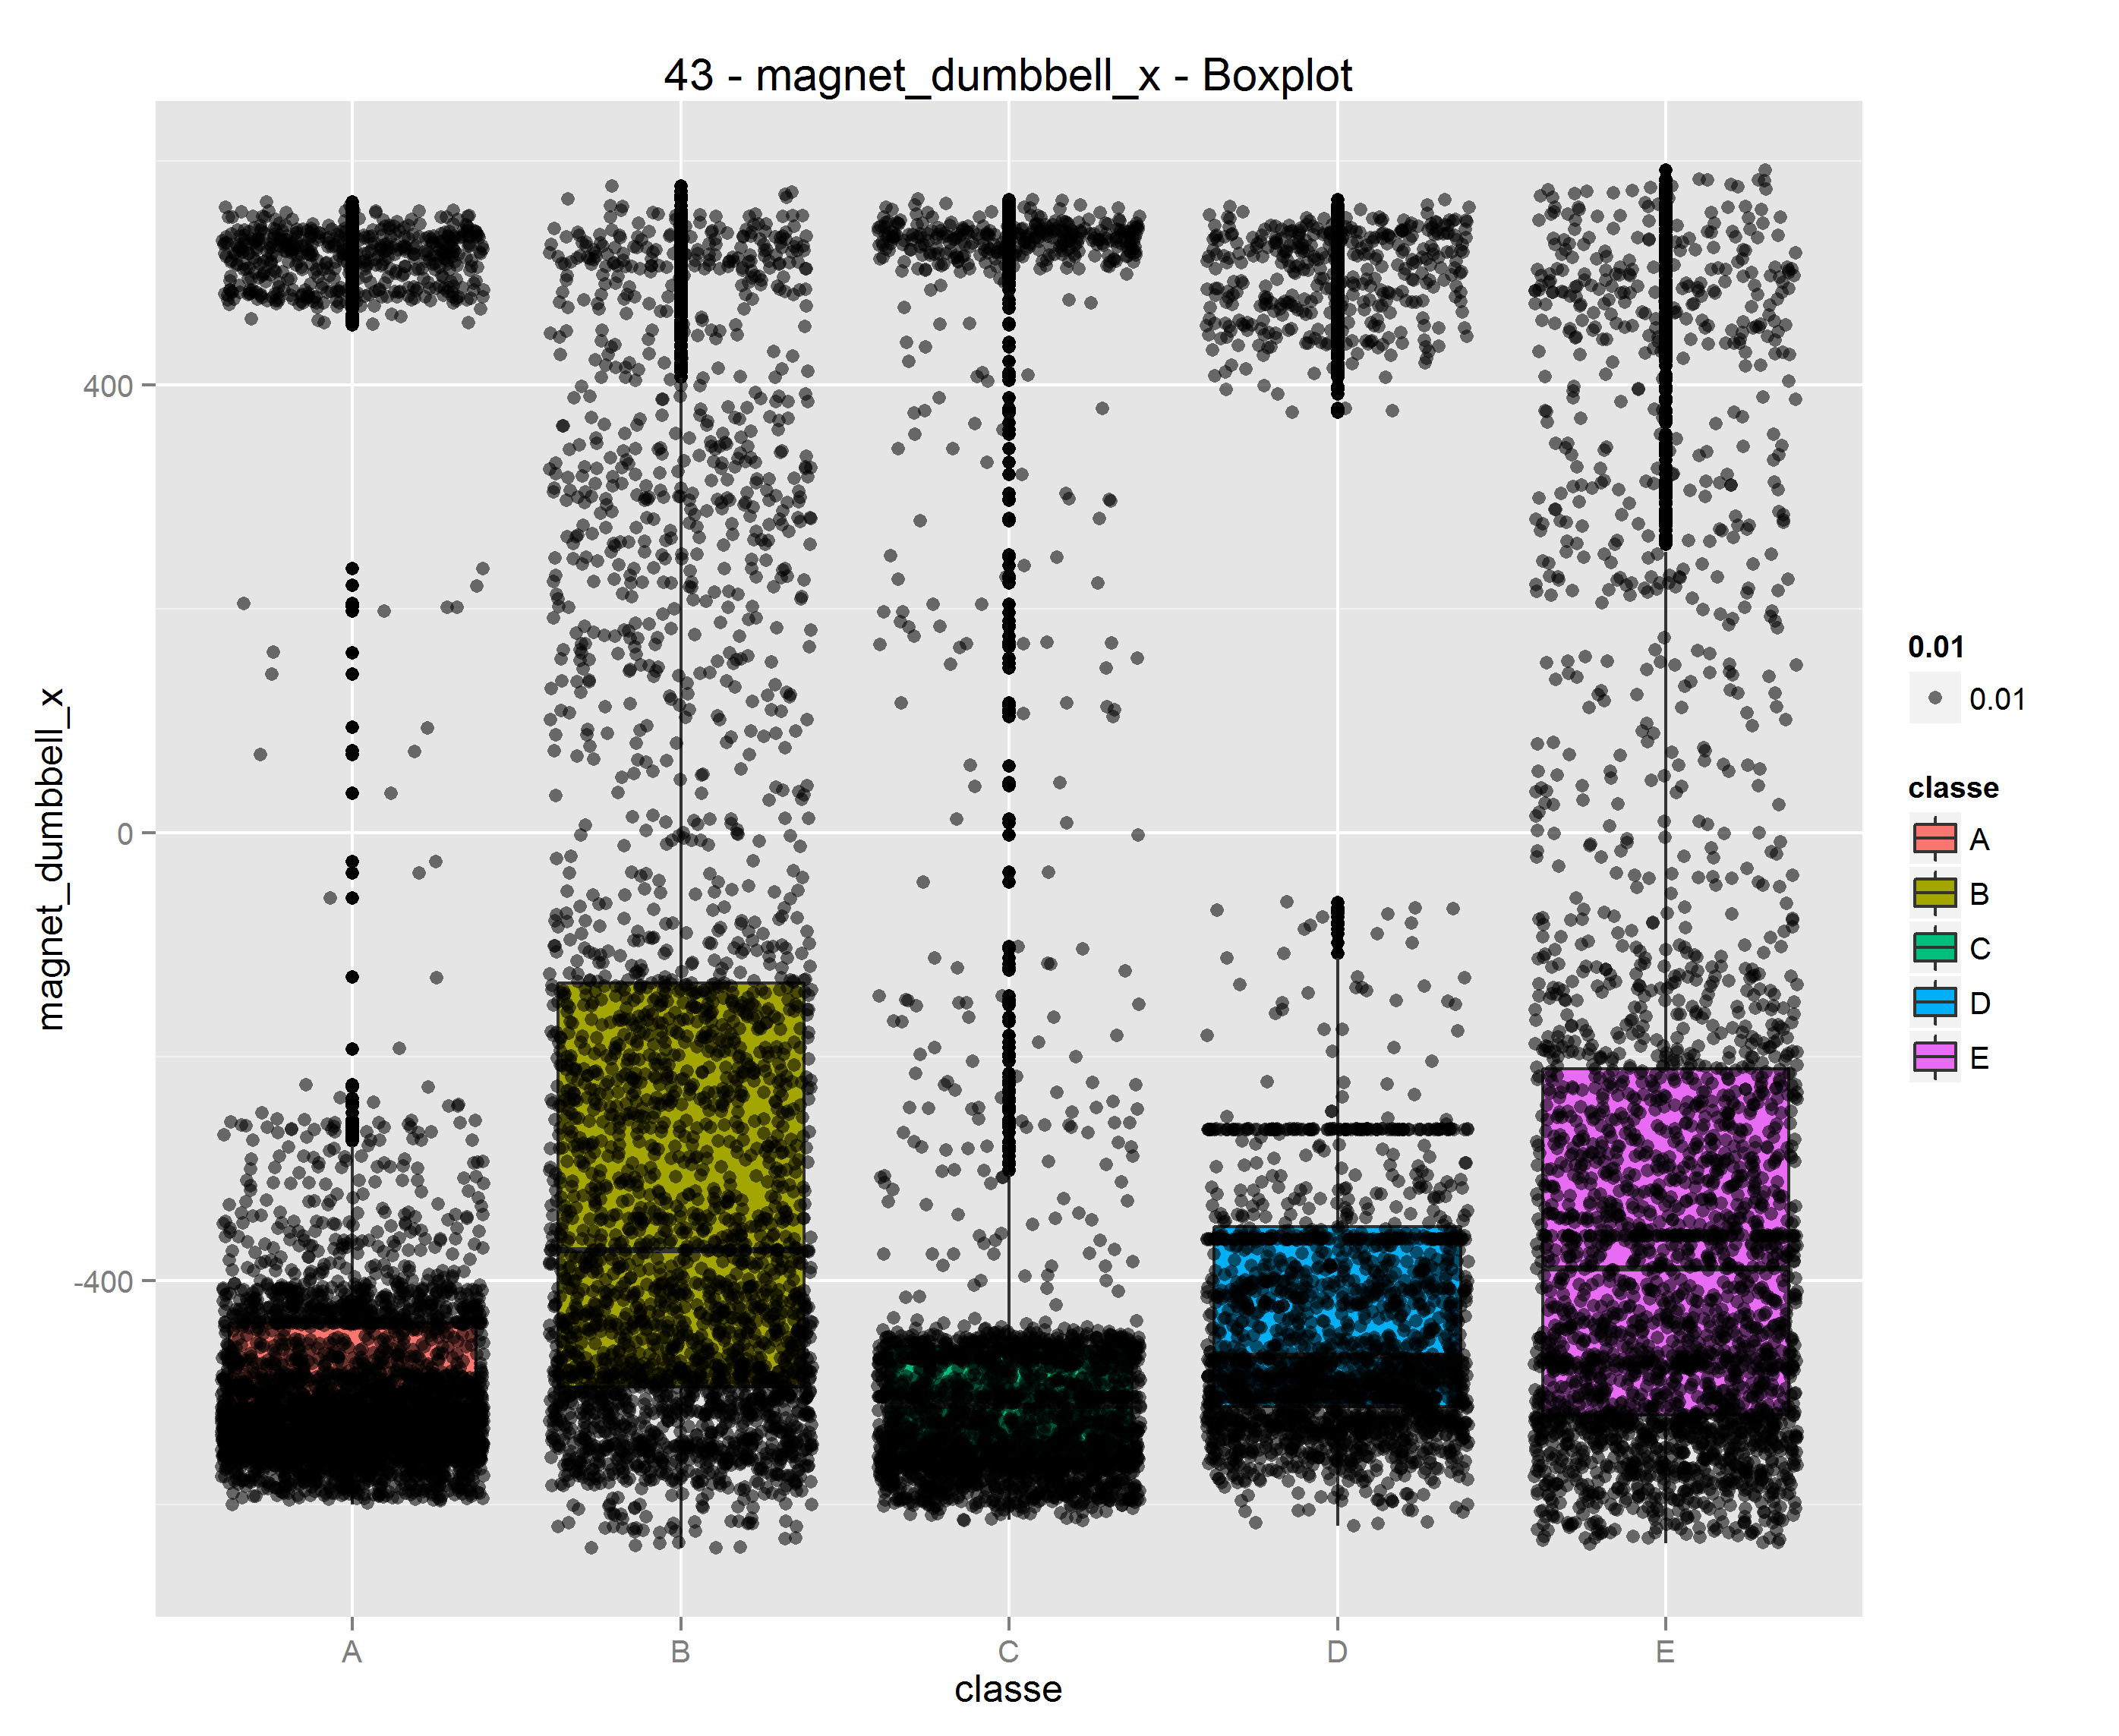 43 - magnet_dumbbell_x - Boxplot
magnet_dumbbell_x
400
0
-400
A B C D E
classe
0.01
0.01
classe
A
B
C
D
E